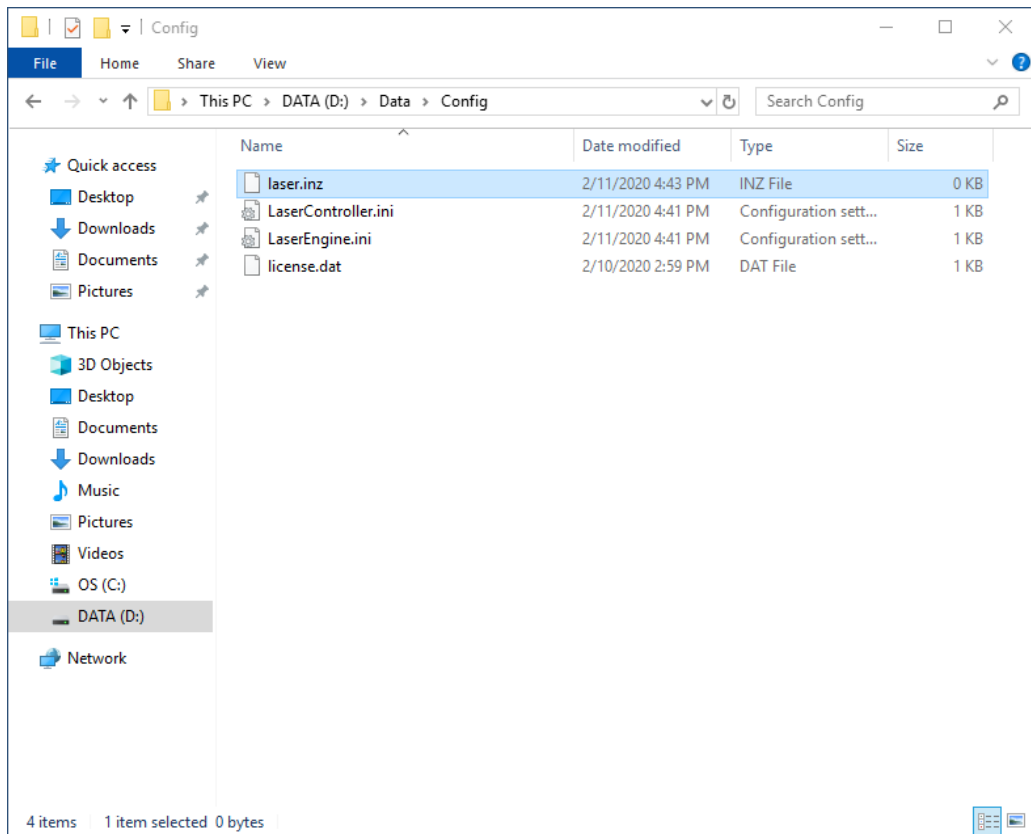 Config
File Home Share View
This PC > DATA (D:) > Data > Config Search Config
Name Date modified Type Size
Quick access
Desktop
Downloads
Documents
Pictures
This PC
3D Objects
Desktop
Documents
Downloads
Music
Pictures
Videos
OS (C:)
DATA (D:)
Network
laser.inz 2/11/2020 4:43 PM INZ File 0 KB
LaserController.ini 2/11/2020 4:41 PM Configuration sett... 1 KB
LaserEngine.ini 2/11/2020 4:41 PM Configuration sett... 1 KB
license.dat 2/10/2020 2:59 PM DAT File 1 KB
4 items 1 item selected 0 bytes